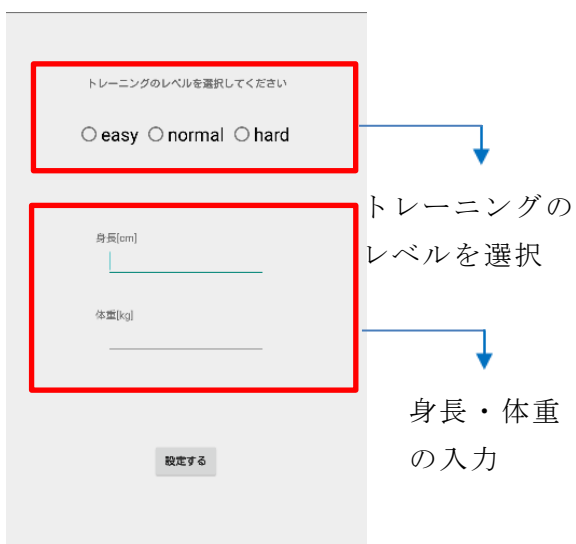 トレーニングのレベルを選択してください
easy normal hard
トレーニングの
レベルを選択
身長[cm]
体重[kg]
身長・体重
の入力
設定する